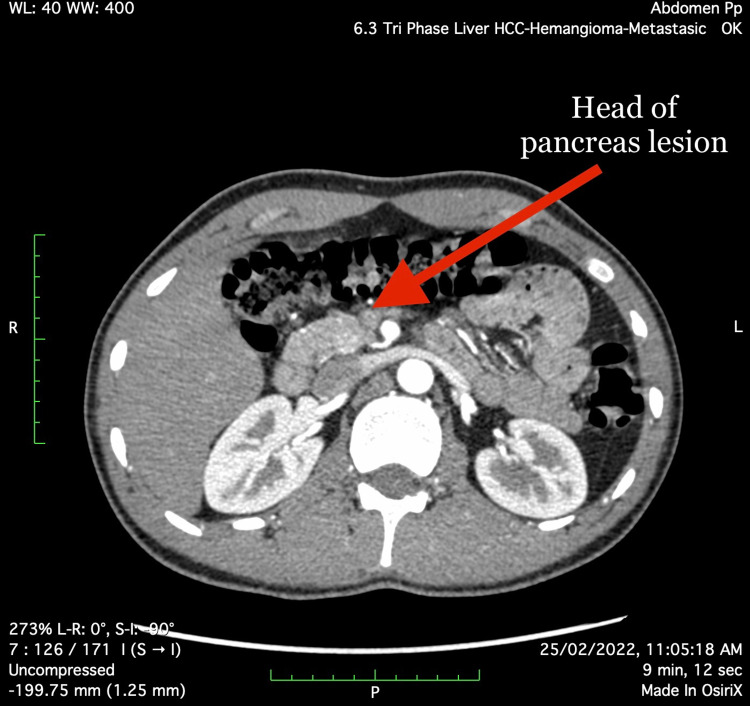 WL: 40 WW: 400
Abdomen Pp
6.3 Tri Phase Liver HCC-Hemangioma-Metastasic OK
Head of
pancreas lesion
R
L
273% L-R: 0°, S-I: -90°
7 : 126 / 171 I (S → I)
Uncompressed
-199.75 mm (1.25 mm)
P
25/02/2022, 11:05:18 AM
9 min, 12 sec
Made In OsiriX